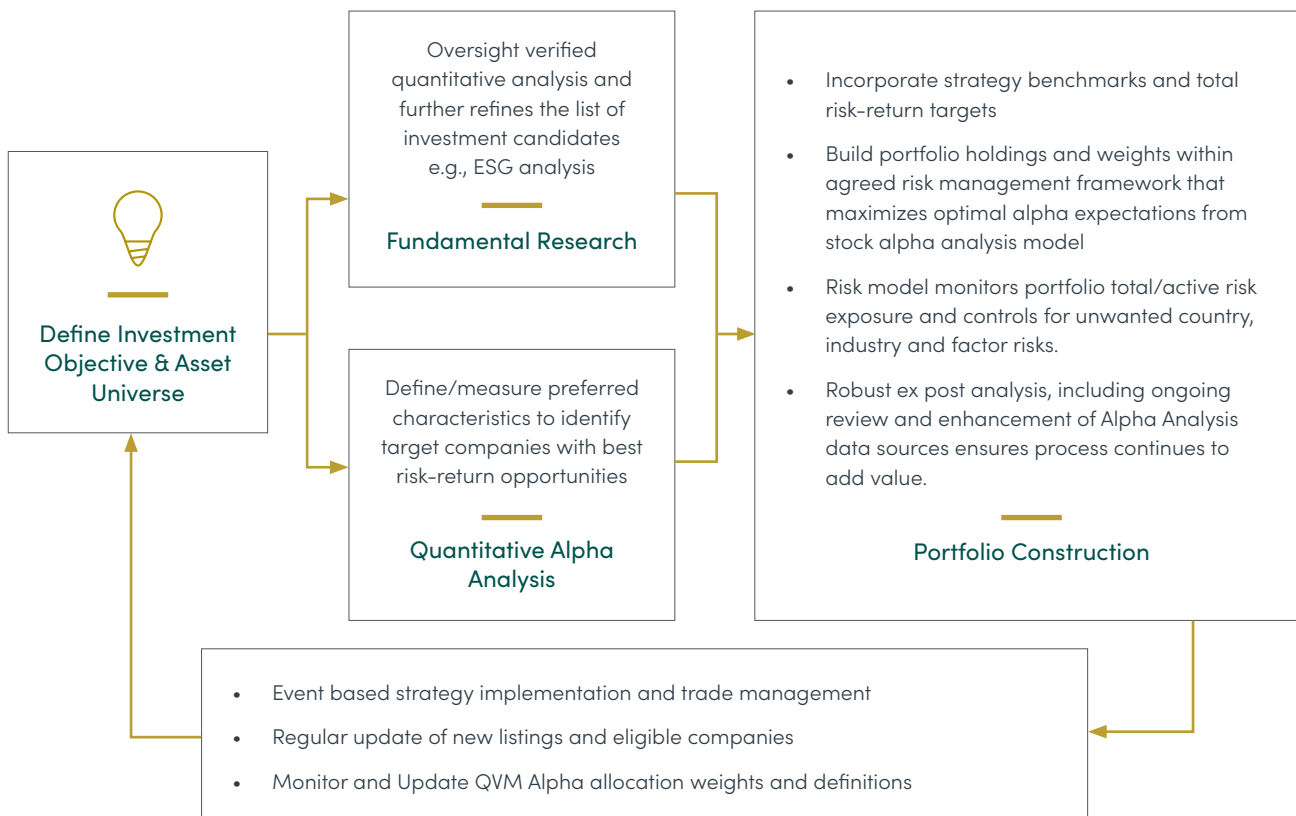 Define Investment
Objective & Asset
Universe
Oversight verified
quantitative analysis and
further refines the list of
investment candidates
e.g., ESG analysis
Fundamental Research
Define/measure preferred
characteristics to identify
target companies with best
risk-return opportunities
Quantitative Alpha
Analysis
• Incorporate strategy benchmarks and total
risk-return targets
• Build portfolio holdings and weights within
agreed risk management framework that
maximizes optimal alpha expectations from
stock alpha analysis model
• Risk model monitors portfolio total/active risk
exposure and controls for unwanted country,
industry and factor risks.
• Robust ex post analysis, including ongoing
review and enhancement of Alpha Analysis
data sources ensures process continues to
add value.
Portfolio Construction
• Event based strategy implementation and trade management
• Regular update of new listings and eligible companies
• Monitor and Update QVM Alpha allocation weights and definitions